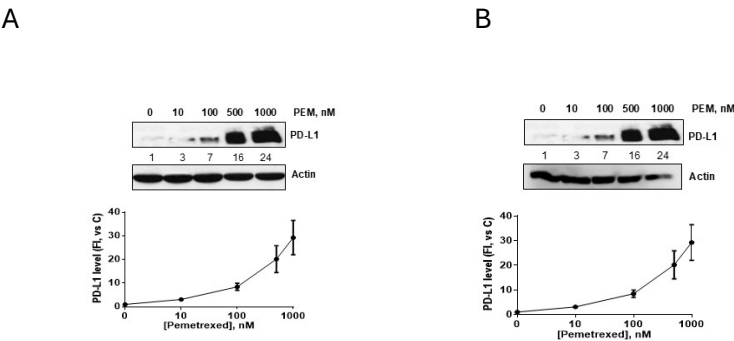 A
0 10 100 500 1000 PEM, nM
PD-L1
1 3 7 16 24
Actin
PD-L1 level (FI, vs C)
40
30
20
10
0
0 10 100 1000
[Pemetrexed], nM
B
0 10 100 500 1000 PEM, nM
PD-L1
1 3 7 16 24
Actin
PD-L1 level (FI, vs C)
40
30
20
10
0
0 10 100 1000
[Pemetrexed], nM